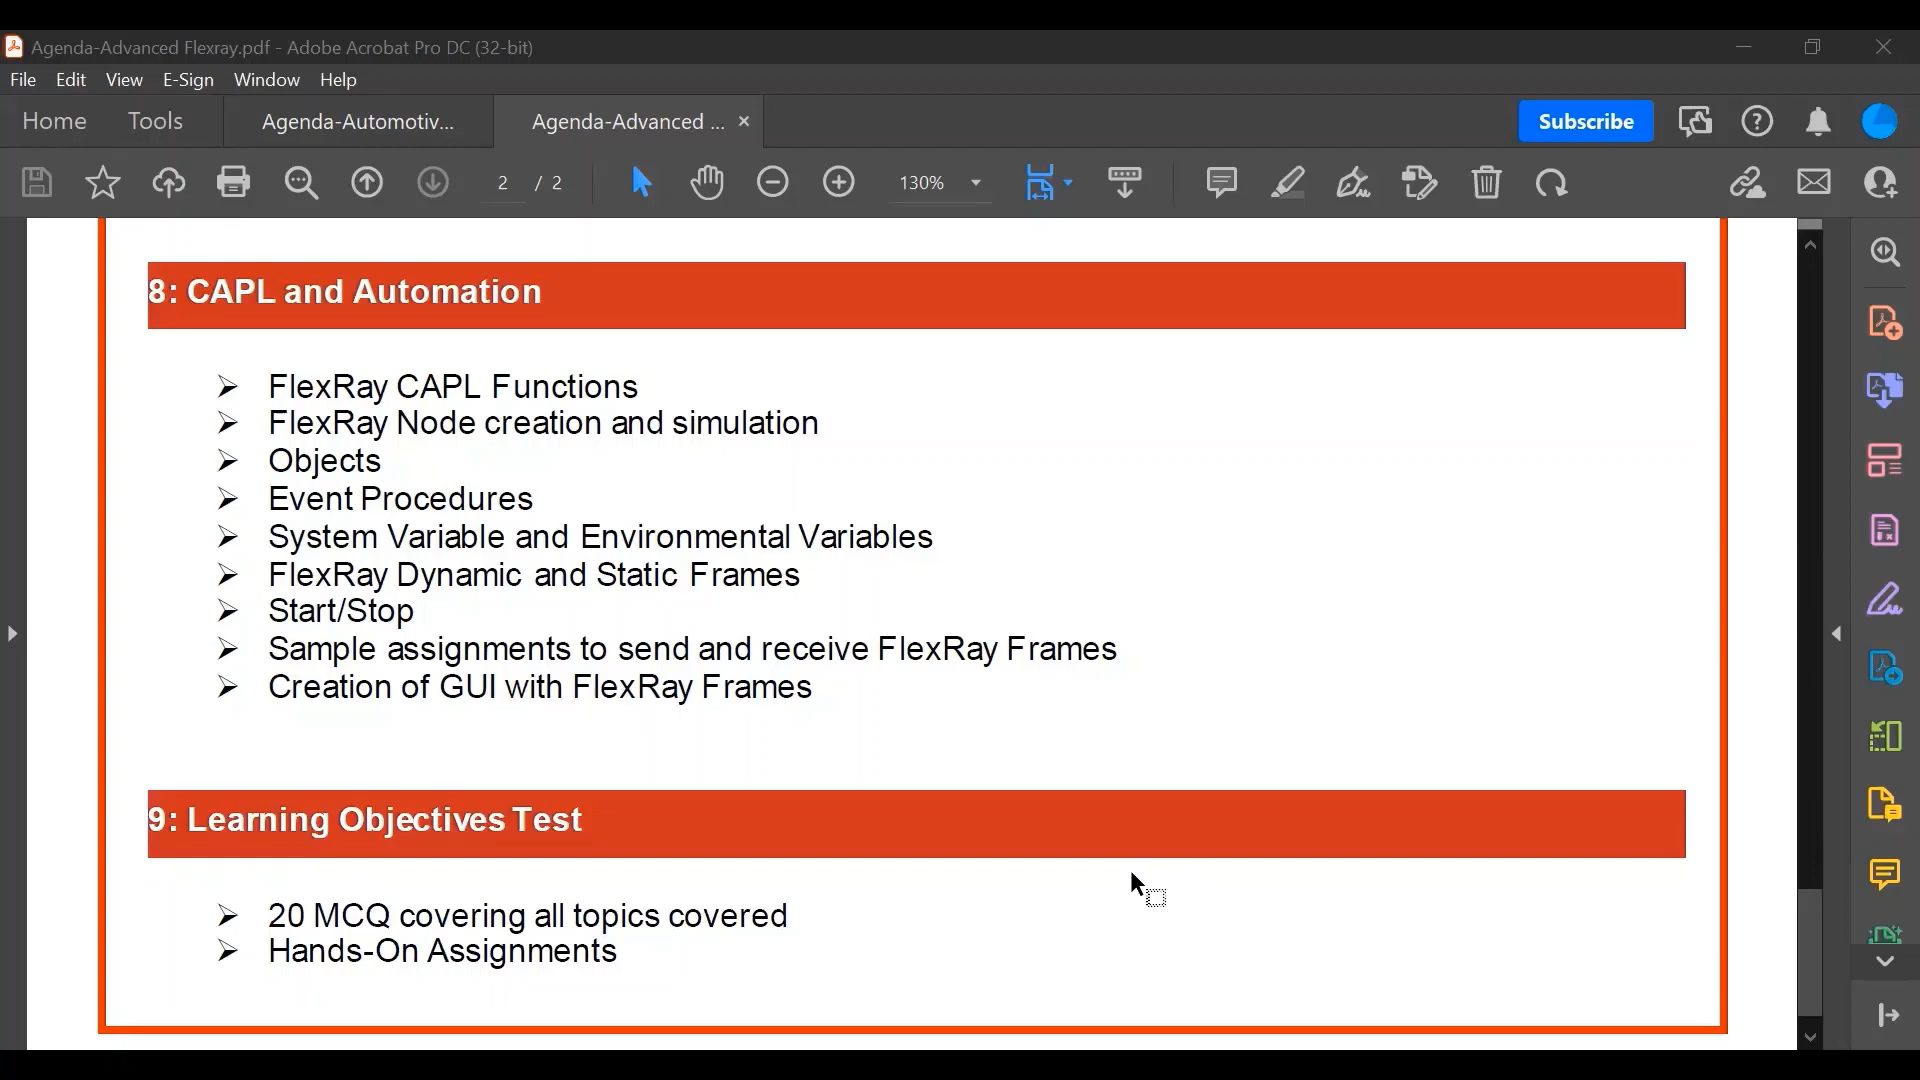 Agenda-Advanced Flexray.pdf - Adobe Acrobat Pro DC (32-bit)
File Edit View E-Sign Window Help
Home Tools Agenda-Automotiv... Agenda-Advanced ... Subscribe
2 / 2 130%
8: CAPL and Automation
FlexRay CAPL Functions
FlexRay Node creation and simulation
Objects
Event Procedures
System Variable and Environmental Variables
FlexRay Dynamic and Static Frames
Start/Stop
Sample assignments to send and receive FlexRay Frames
Creation of GUI with FlexRay Frames
9: Learning Objectives Test
20 MCQ covering all topics covered
Hands-On Assignments